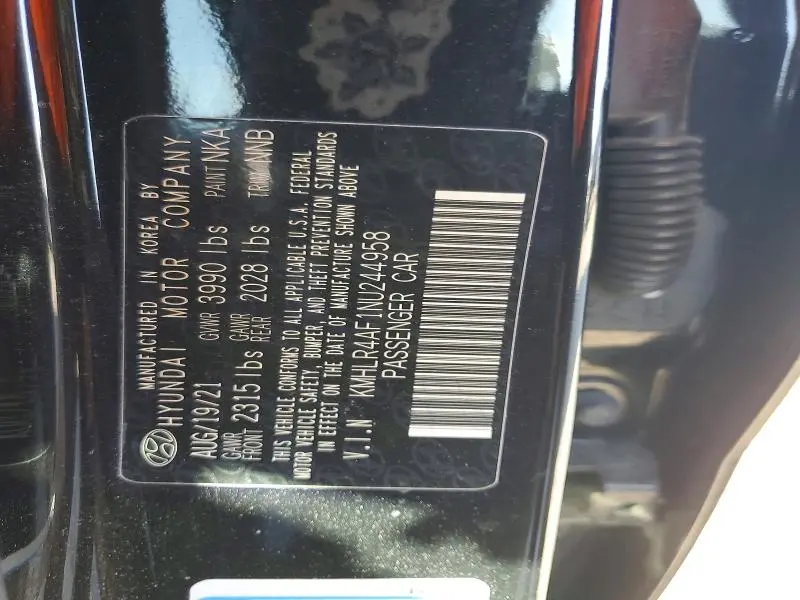 MANUFACTURED IN KOREA BY
HYUNDAI MOTOR COMPANY
AUG/19/21 GVWR 3990 lbs PAINT NKA
GAWR FRONT 2315 lbs GAWR REAR 2028 lbs TRIM NNB
THIS VEHICLE CONFORMS TO ALL APPLICABLE U.S.A. FEDERAL
MOTOR VEHICLE SAFETY, BUMPER, AND THEFT PREVENTION STANDARDS
IN EFFECT ON THE DATE OF MANUFACTURE SHOWN ABOVE
V.I.N KMHLR4AF1NU244958
PASSENGER CAR